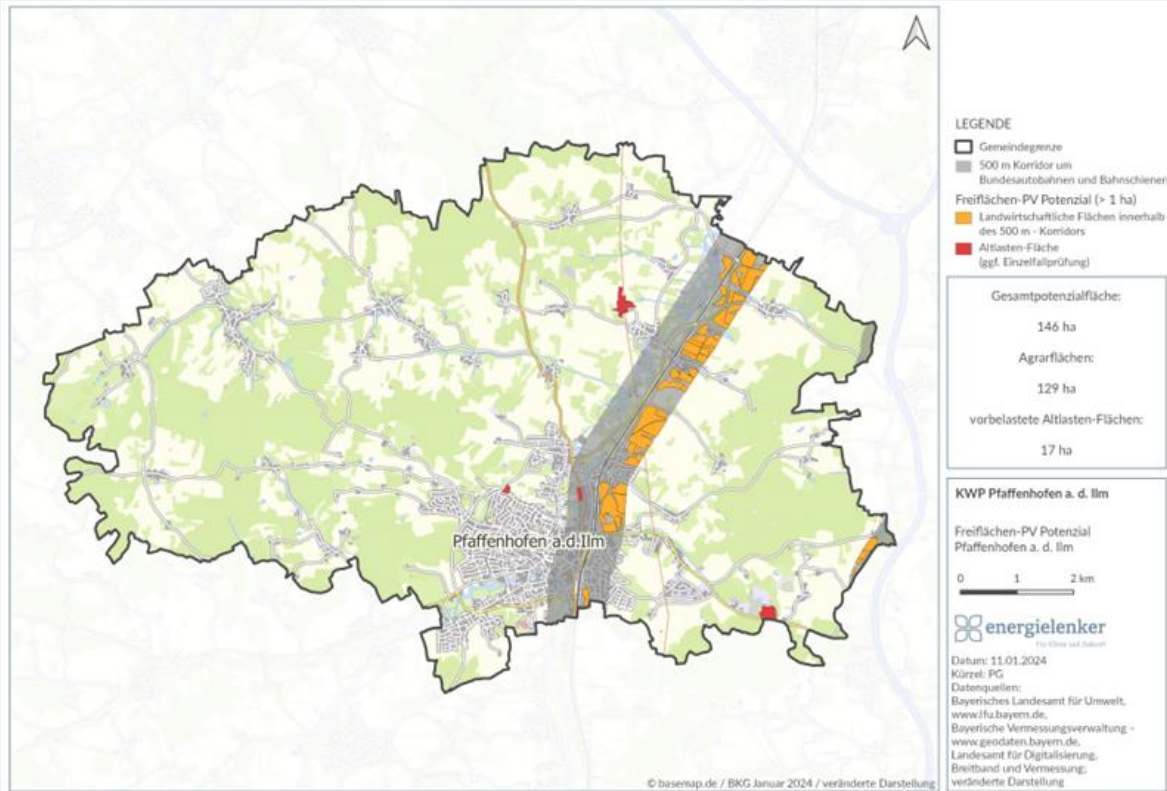 Pfaffenhofen a.d.Ilm
© basemap.de / BKG Januar 2024 / veränderte Darstellung
LEGENDE
Gemeindegrenze
500 m Korridor um
Bundesautobahnen und Bahnschienen
Freiflächen-PV Potenzial (> 1 ha)
Landwirtschaftliche Flächen innerhalb
des 500 m - Korridors
Altlasten-Fläche
(ggf. Einzelfallprüfung)
Gesamtpotenzialfläche:
146 ha
Agrarflächen:
129 ha
vorbelastete Altlasten-Flächen:
17 ha
KWP Pfaffenhofen a. d. Ilm
Freiflächen-PV Potenzial
Pfaffenhofen a. d. Ilm
0 1 2 km
energielenker
Für Klima und Zukunft
Datum: 11.01.2024
Kürzel: PG
Datenquellen:
Bayerisches Landesamt für Umwelt,
www.lfu.bayern.de,
Bayerische Vermessungsverwaltung –
www.geodaten.bayern.de,
Landesamt für Digitalisierung,
Breitband und Vermessung;
veränderte Darstellung